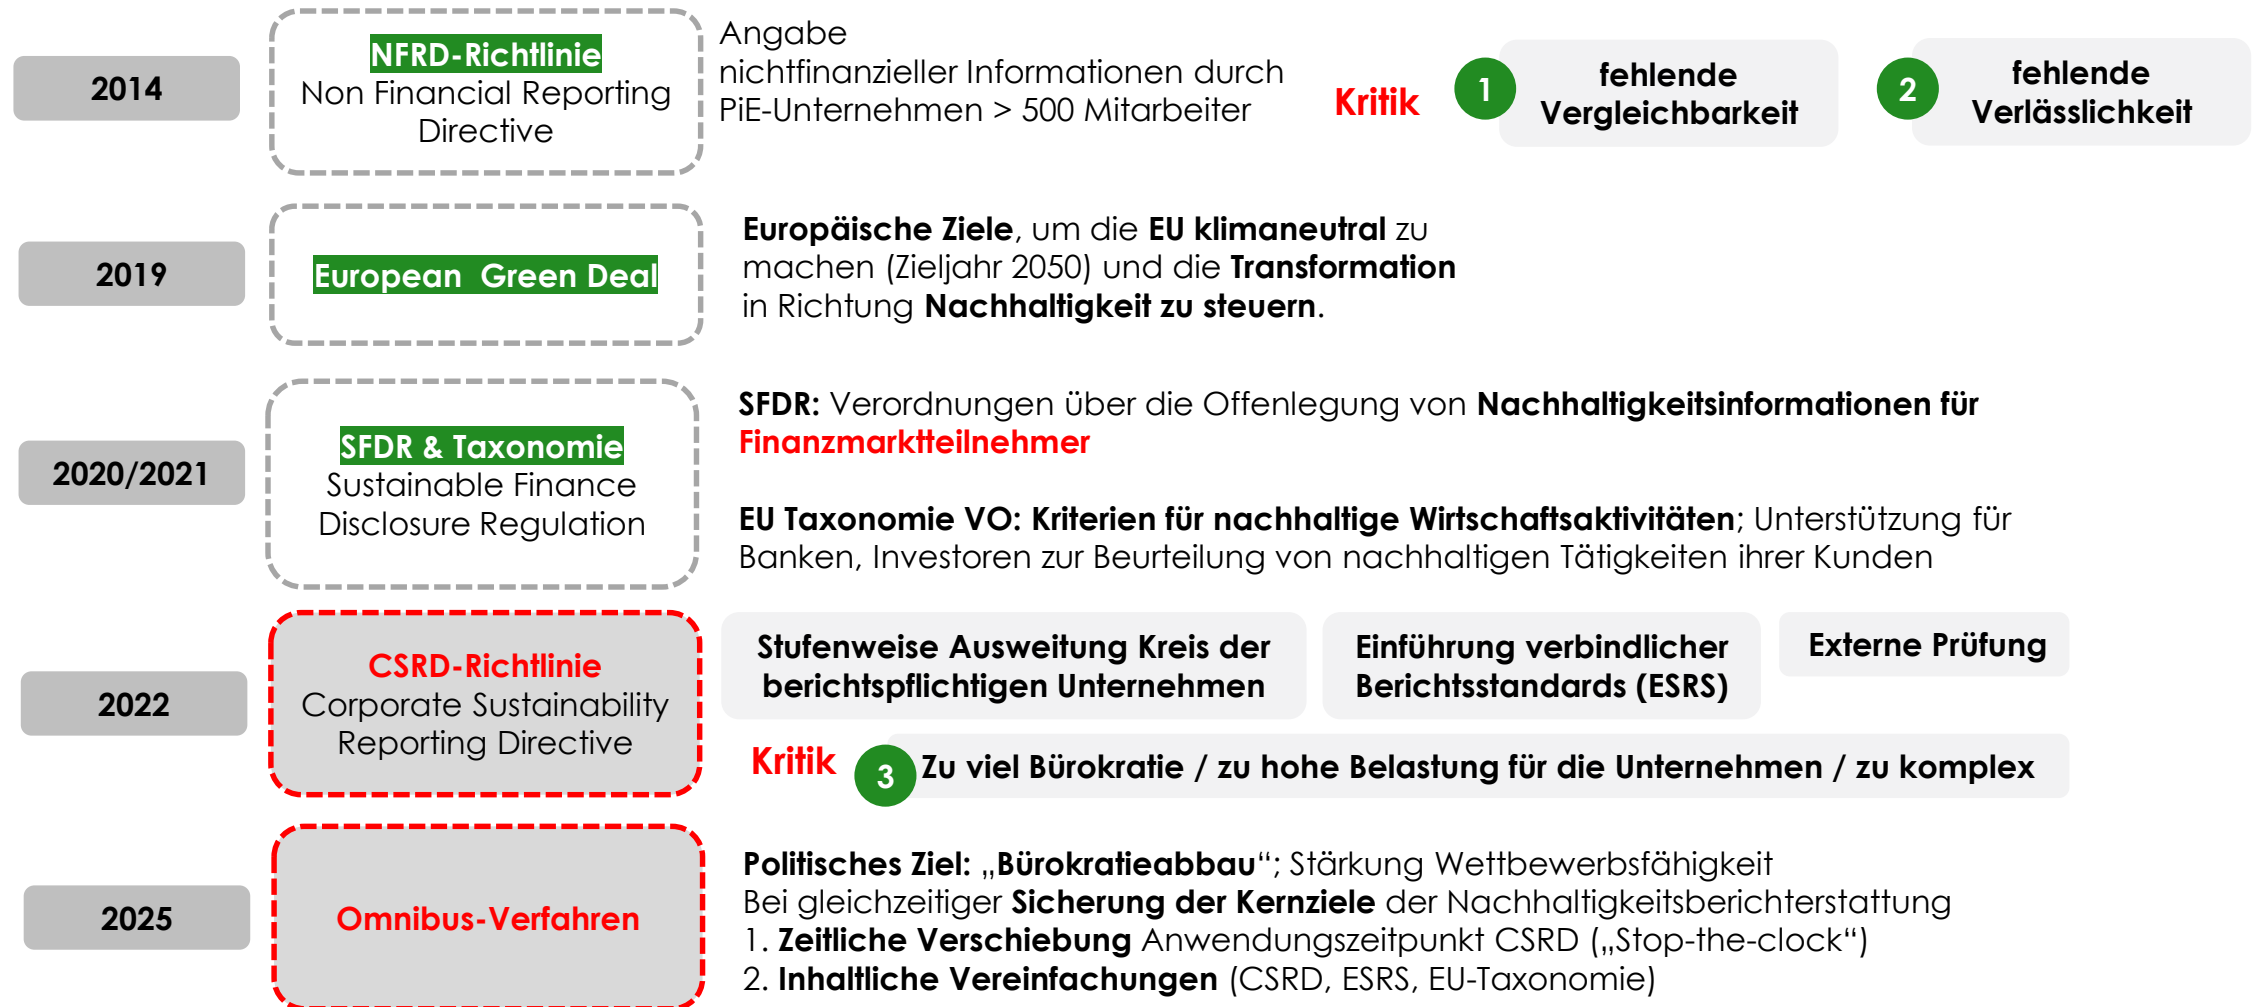 2014
NFRD-Richtlinie
Non Financial Reporting
Directive
Angabe
nichtfinanzieller Informationen durch
PiE-Unternehmen > 500 Mitarbeiter
Kritik
1
fehlende
Vergleichbarkeit
2
fehlende
Verlässlichkeit
2019
European Green Deal
Europäische Ziele, um die EU klimaneutral zu
machen (Zieljahr 2050) und die Transformation
in Richtung Nachhaltigkeit zu steuern.
2020/2021
SFDR & Taxonomie
Sustainable Finance
Disclosure Regulation
SFDR: Verordnungen über die Offenlegung von Nachhaltigkeitsinformationen für
Finanzmarktteilnehmer
EU Taxonomie VO: Kriterien für nachhaltige Wirtschaftsaktivitäten; Unterstützung für
Banken, Investoren zur Beurteilung von nachhaltigen Tätigkeiten ihrer Kunden
2022
CSRD-Richtlinie
Corporate Sustainability
Reporting Directive
Stufenweise Ausweitung Kreis der
berichtspflichtigen Unternehmen
Einführung verbindlicher
Berichtsstandards (ESRS)
Externe Prüfung
Kritik
3
Zu viel Bürokratie / zu hohe Belastung für die Unternehmen / zu komplex
2025
Omnibus-Verfahren
Politisches Ziel: „Bürokratieabbau“; Stärkung Wettbewerbsfähigkeit
Bei gleichzeitiger Sicherung der Kernziele der Nachhaltigkeitsberichterstattung
1. Zeitliche Verschiebung Anwendungszeitpunkt CSRD („Stop-the-clock“)
2. Inhaltliche Vereinfachungen (CSRD, ESRS, EU-Taxonomie)